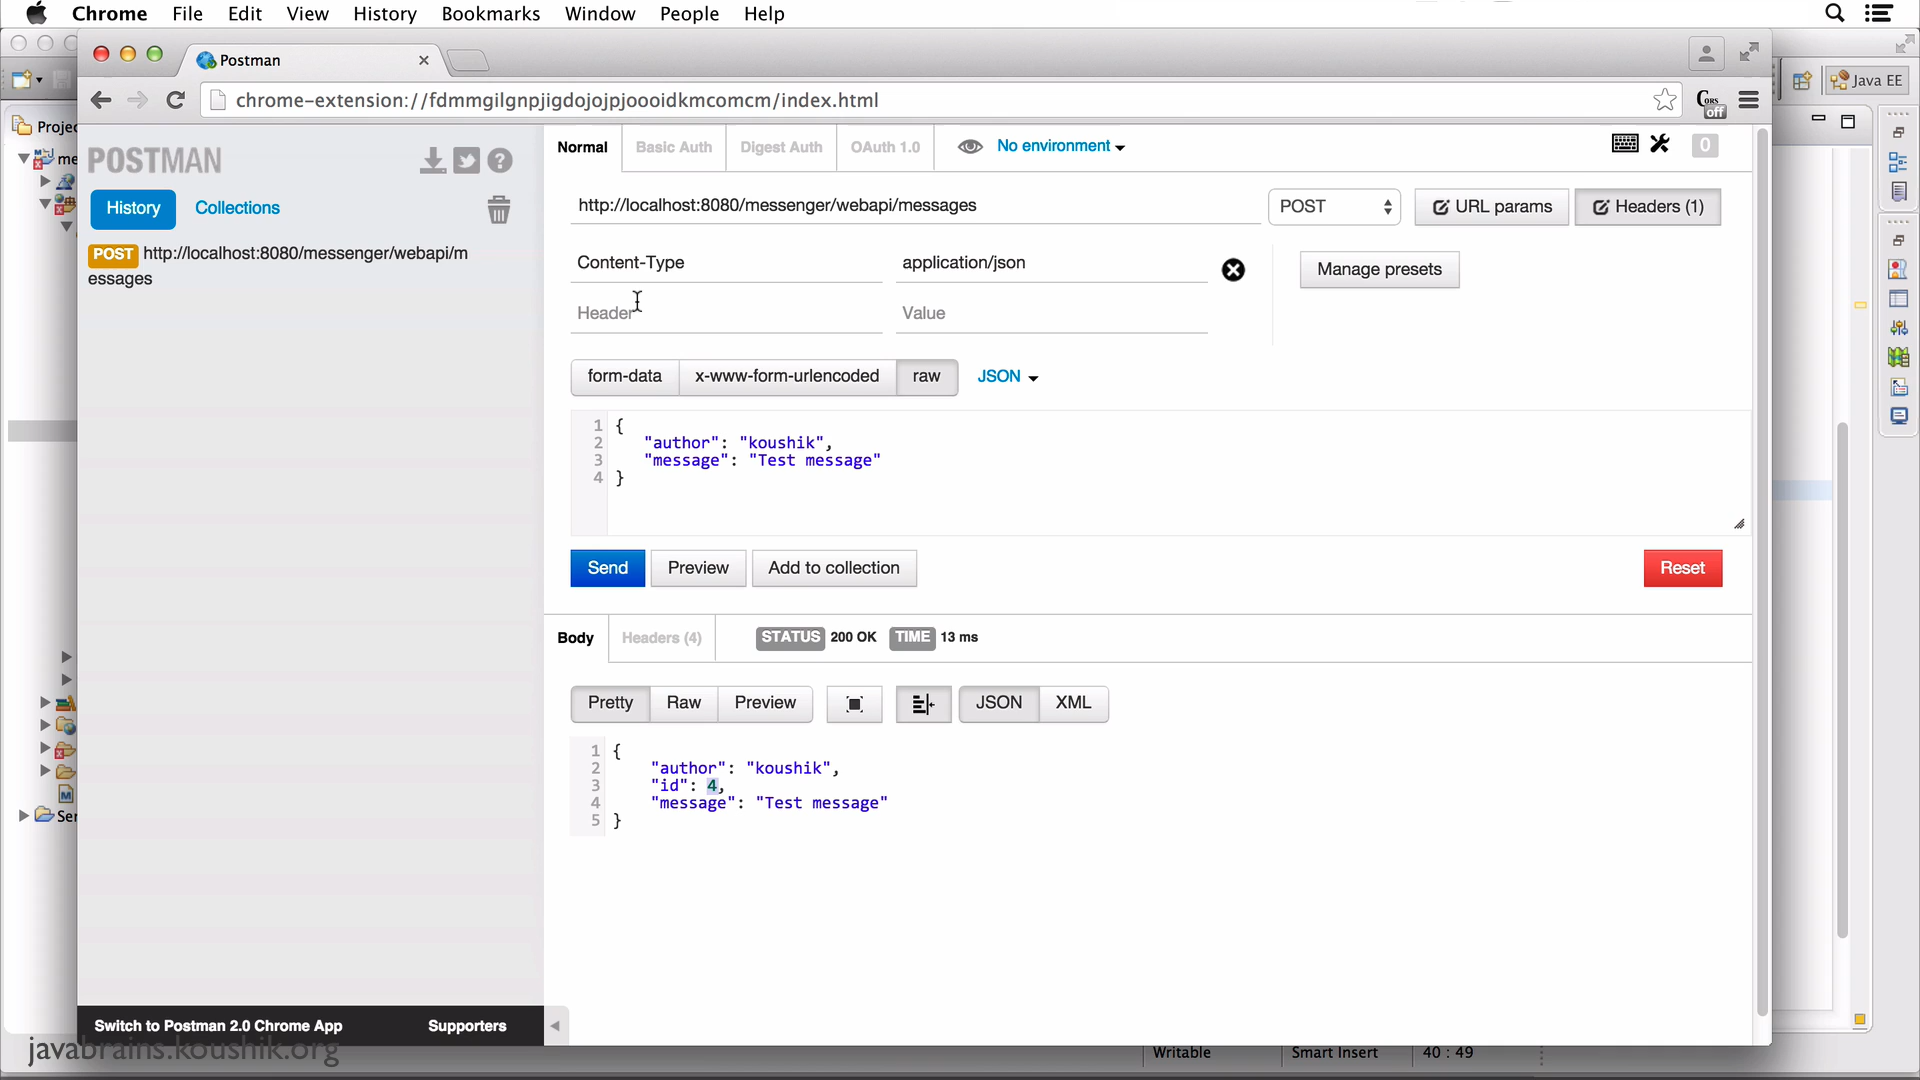 Chrome File Edit View History Bookmarks Window People Help
Postman
chrome-extension://fdmmgilgnpjigdojojpjoooidkmcomcm/index.html
CORS
off
Java EE
Projec
me
Ser
POSTMAN
History Collections
POST http://localhost:8080/messenger/webapi/m
essages
Normal Basic Auth Digest Auth OAuth 1.0 No environment 0
http://localhost:8080/messenger/webapi/messages POST URL params Headers (1)
Content-Type application/json Manage presets
Header Value
form-data x-www-form-urlencoded raw JSON
1 {
2 "author": "koushik",
3 "message": "Test message"
4 }
Send Preview Add to collection Reset
Body Headers (4) STATUS 200 OK TIME 13 ms
Pretty Raw Preview JSON XML
1 {
2 "author": "koushik",
3 "id": 4,
4 "message": "Test message"
5 }
Switch to Postman 2.0 Chrome App Supporters
javabrains.koushik.org
Writable Smart Insert 40 : 49